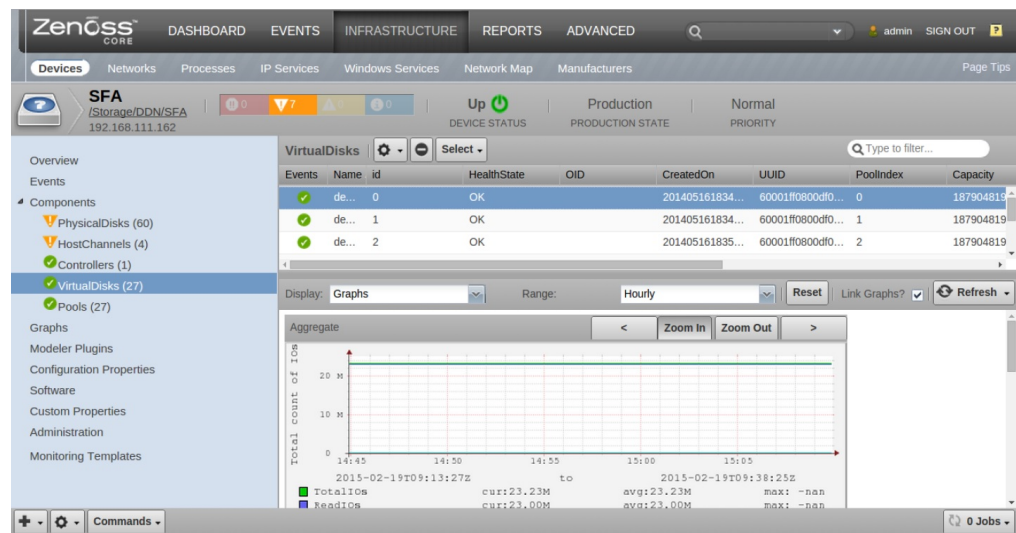 Zenoss CORE DASHBOARD EVENTS INFRASTRUCTURE REPORTS ADVANCED admin SIGN OUT ?
Devices Networks Processes IP Services Windows Services Network Map Manufacturers Page Tips
SFA
/Storage/DDN/SFA
192.168.111.162
0 7 0
Up
DEVICE STATUS
Production
PRODUCTION STATE
Normal
PRIORITY
Overview
Events
Components
PhysicalDisks (60)
HostChannels (4)
Controllers (1)
VirtualDisks (27)
Pools (27)
Graphs
Modeler Plugins
Configuration Properties
Software
Custom Properties
Administration
Monitoring Templates
VirtualDisks Select Type to filter...
Events Name id HealthState OID CreatedOn UUID PoolIndex Capacity
de... 0 OK 201405161834... 60001ff0800df0... 0 187904819
de... 1 OK 201405161834... 60001ff0800df0... 1 187904819
de... 2 OK 201405161835... 60001ff0800df0... 2 187904819
Display: Graphs Range: Hourly Reset Link Graphs? Refresh
Aggregate < Zoom In Zoom Out >
Total count of IOs
20 M
10 M
0
14:45 14:50 14:55 15:00 15:05
2015-02-19T09:13:27Z to 2015-02-19T09:38:25Z
TotalIOs cur:23.23M avg:23.23M max: -nan
ReadIOs cur:23.00M avg:23.00M max: -nan
Commands 0 Jobs